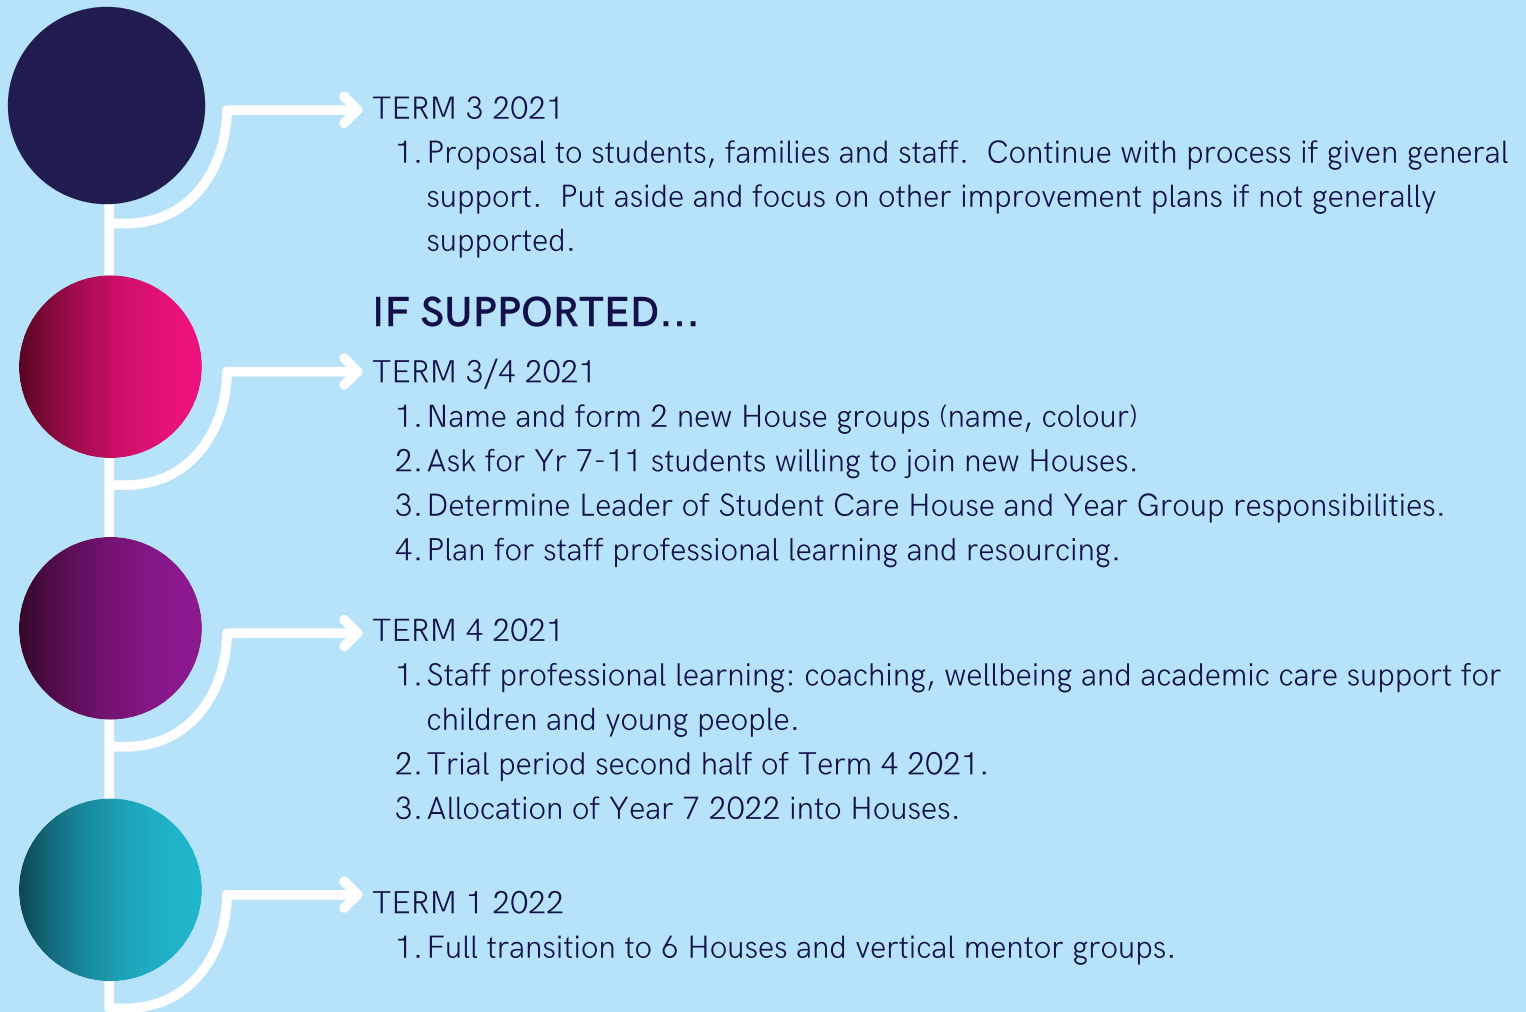 TERM 3 2021
1. Proposal to students, families and staff.  Continue with process if given general
support.  Put aside and focus on other improvement plans if not generally
supported.
IF SUPPORTED...
TERM 3/4 2021
1. Name and form 2 new House groups (name, colour)
2. Ask for Yr 7-11 students willing to join new Houses.
3. Determine Leader of Student Care House and Year Group responsibilities.
4. Plan for staff professional learning and resourcing.
TERM 4 2021
1. Staff professional learning: coaching, wellbeing and academic care support for
children and young people.
2. Trial period second half of Term 4 2021.
3. Allocation of Year 7 2022 into Houses.
TERM 1 2022
1. Full transition to 6 Houses and vertical mentor groups.